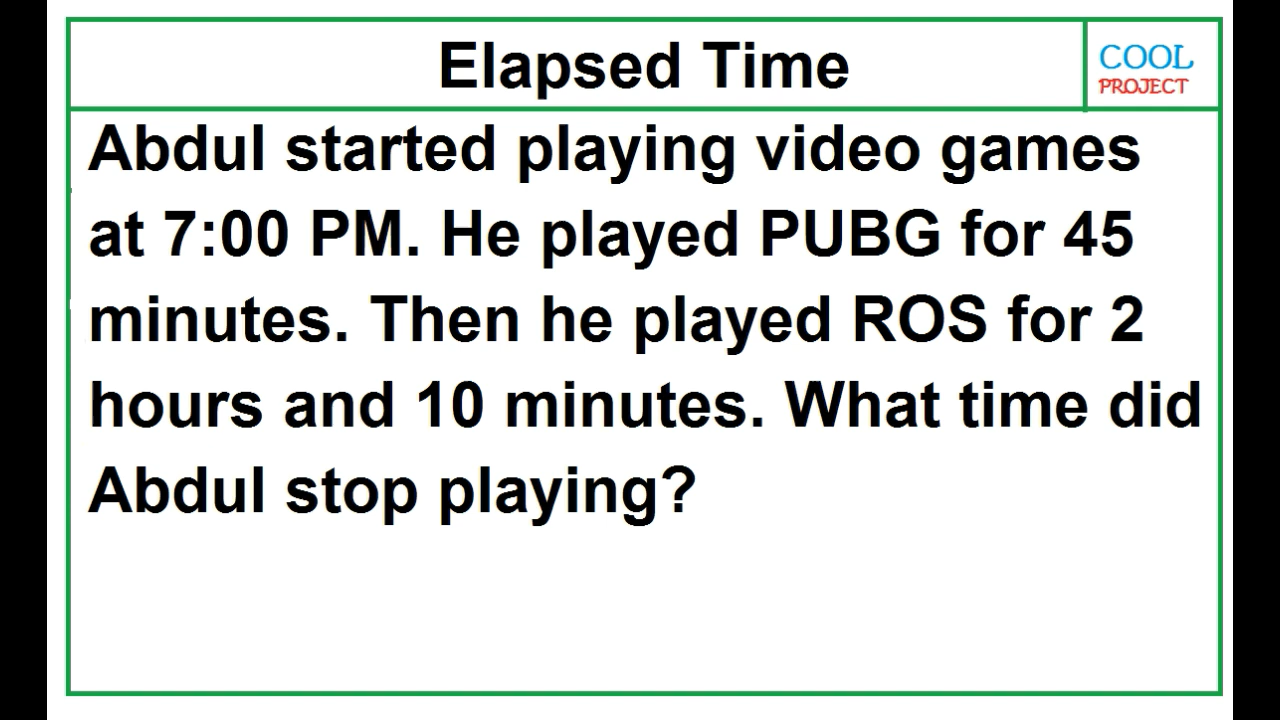 Elapsed Time
COOL
PROJECT
Abdul started playing video games
at 7:00 PM. He played PUBG for 45
minutes. Then he played ROS for 2
hours and 10 minutes. What time did
Abdul stop playing?